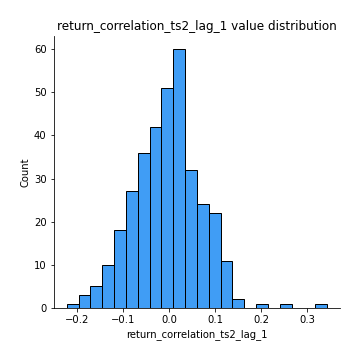 return_correlation_ts2_lag_1 value distribution
60
50
40
30
20
10
0
Count
−0.2 −0.1 0.0 0.1 0.2 0.3
return_correlation_ts2_lag_1